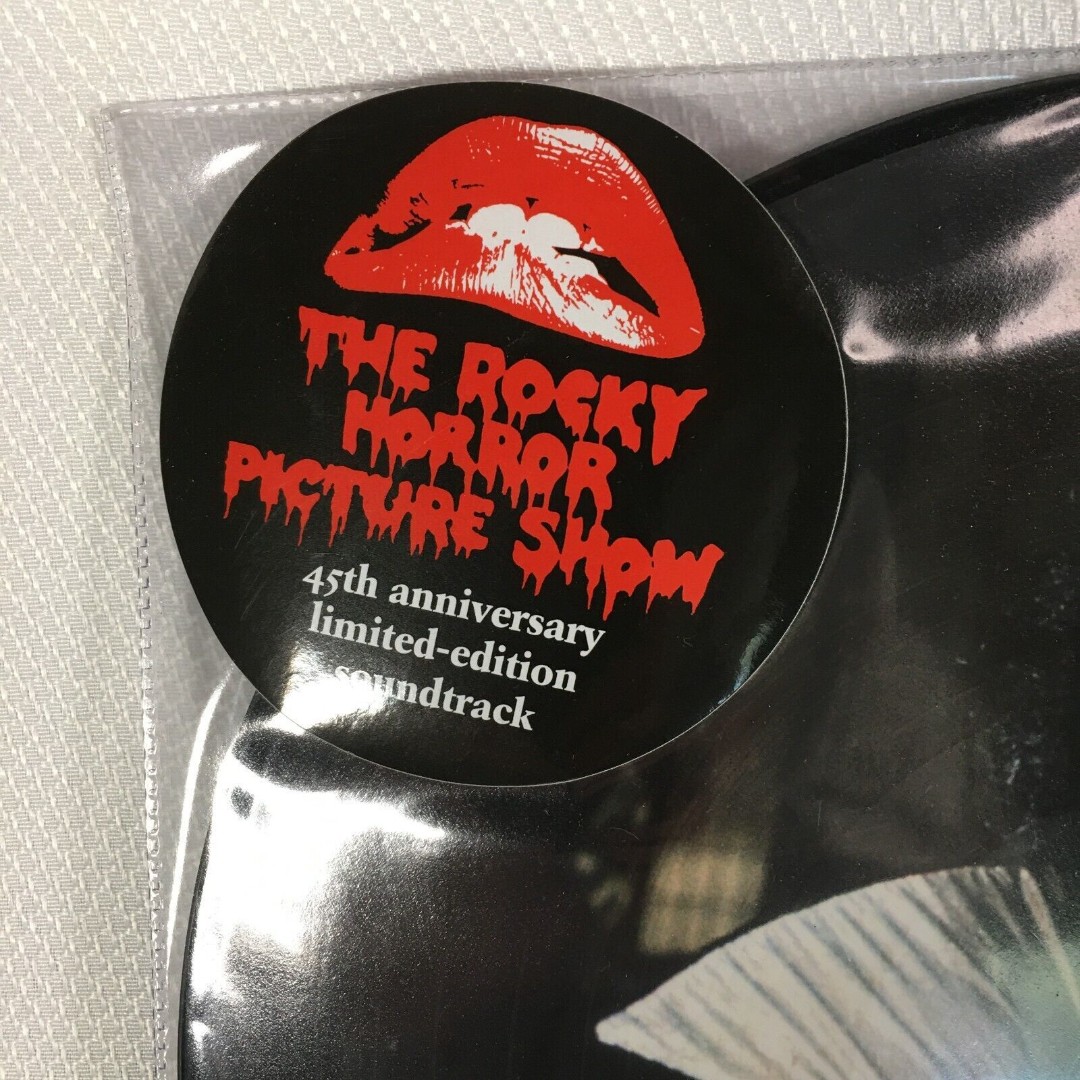 THE ROCKY
HORROR
PICTURE SHOW
45th anniversary
limited-edition
soundtrack